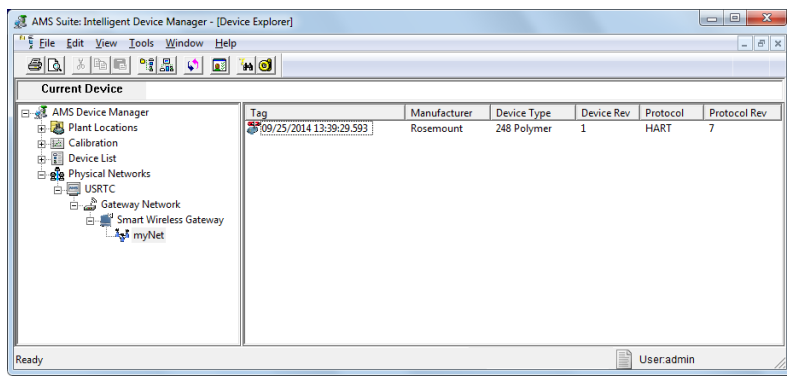 AMS Suite: Intelligent Device Manager - [Device Explorer]
File Edit View Tools Window Help
Current Device
AMS Device Manager
Plant Locations
Calibration
Device List
Physical Networks
USRTC
Gateway Network
Smart Wireless Gateway
myNet
Tag Manufacturer Device Type Device Rev Protocol Protocol Rev
09/25/2014 13:39:29.593 Rosemount 248 Polymer 1 HART 7
Ready User:admin